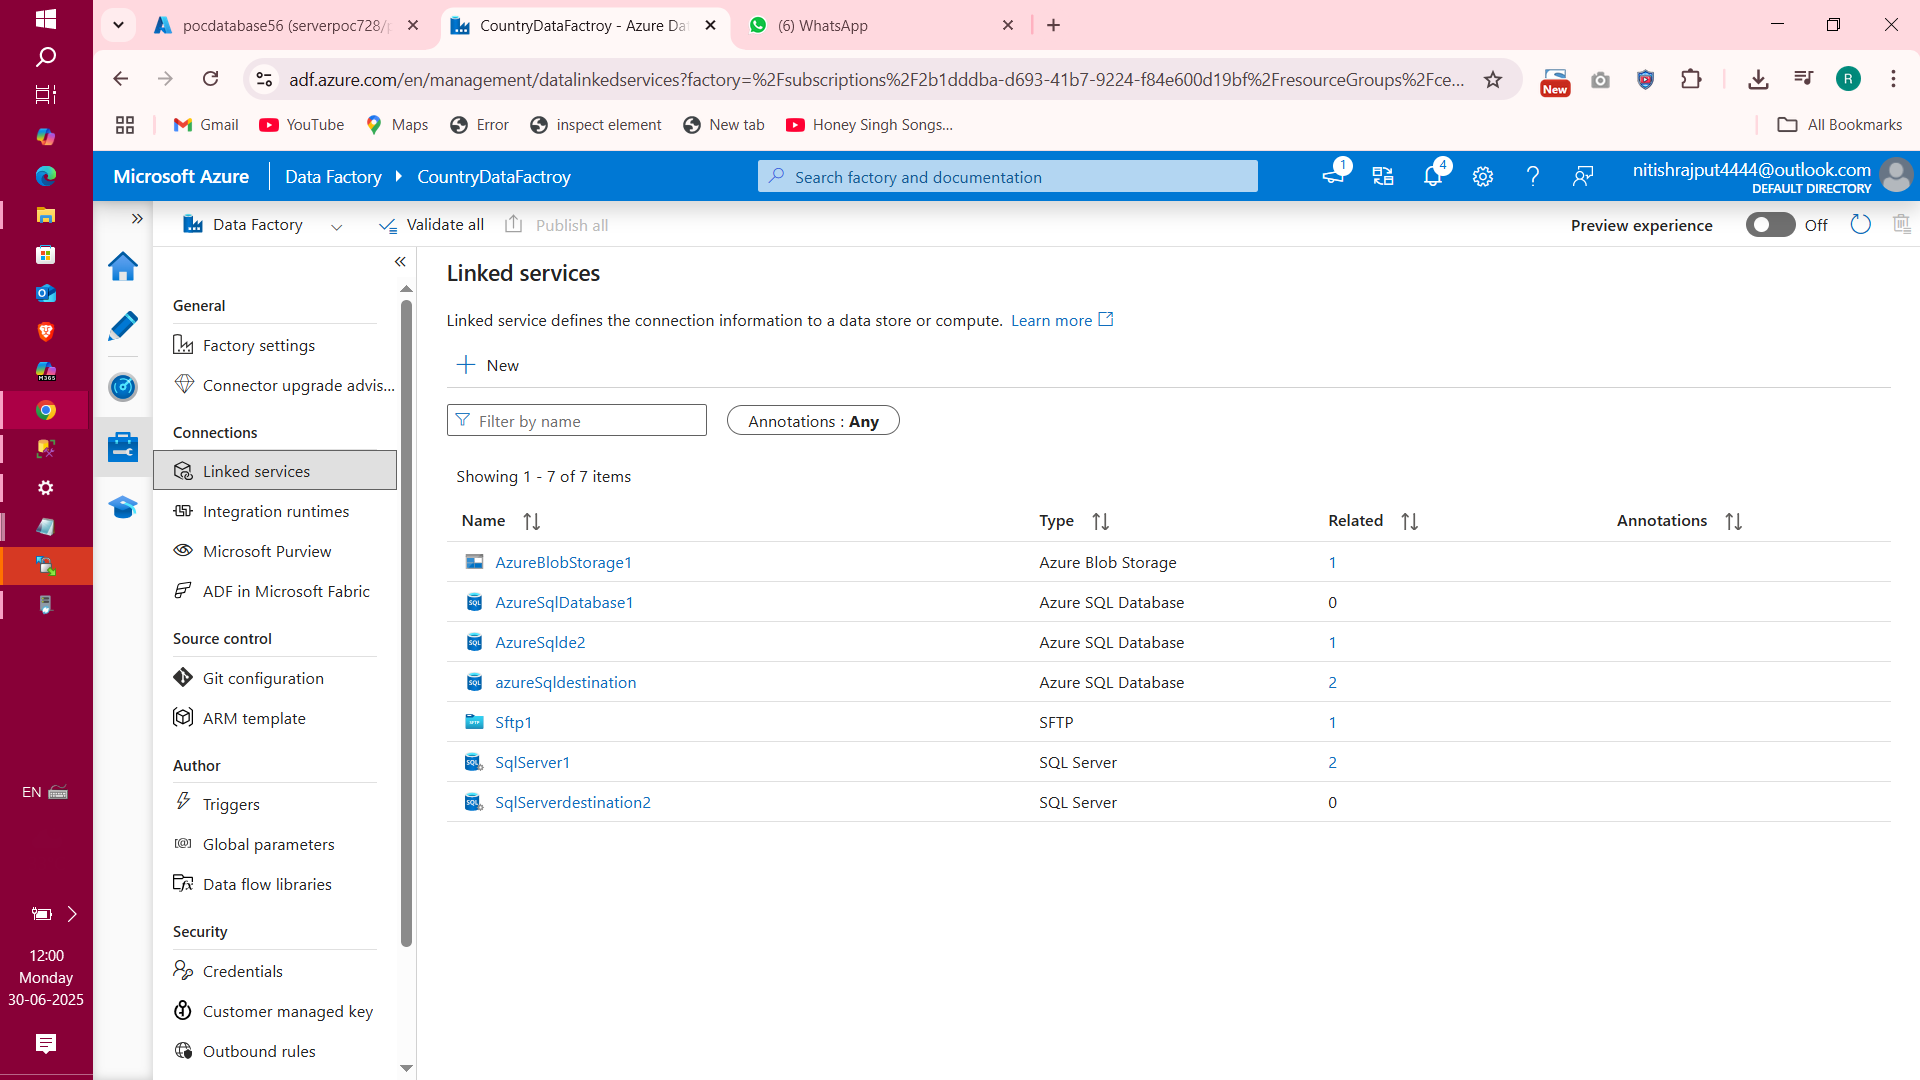 pocdatabase56 (serverpoc728/p
CountryDataFactroy - Azure Dat
(6) WhatsApp
adf.azure.com/en/management/datalinkedservices?factory=%2Fsubscriptions%2F2b1dddba-d693-41b7-9224-f84e600d19bf%2FresourceGroups%2Fce...
New
R
Gmail
YouTube
Maps
Error
inspect element
New tab
Honey Singh Songs...
All Bookmarks
Microsoft Azure
Data Factory
CountryDataFactroy
Search factory and documentation
1
4
nitishrajput4444@outlook.com
DEFAULT DIRECTORY
Data Factory
Validate all
Publish all
Preview experience
Off
General
Factory settings
Connector upgrade advis...
Connections
Linked services
Integration runtimes
Microsoft Purview
ADF in Microsoft Fabric
Source control
Git configuration
ARM template
Author
Triggers
Global parameters
Data flow libraries
Security
Credentials
Customer managed key
Outbound rules
Linked services
Linked service defines the connection information to a data store or compute. Learn more
New
Filter by name
Annotations : Any
Showing 1 - 7 of 7 items
Name Type Related Annotations
AzureBlobStorage1 Azure Blob Storage 1
AzureSqlDatabase1 Azure SQL Database 0
AzureSqlde2 Azure SQL Database 1
azureSqldestination Azure SQL Database 2
Sftp1 SFTP 1
SqlServer1 SQL Server 2
SqlServerdestination2 SQL Server 0
M365
EN
12:00
Monday
30-06-2025